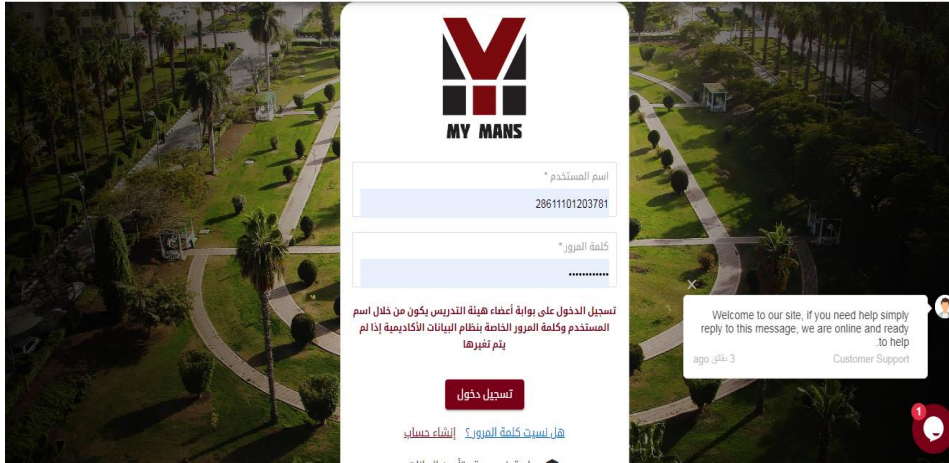 MY MANS
اسم المستخدم *
28611101203781
كلمة المرور *
............
تسجيل الدخول على بوابة أعضاء هيئة التدريس يكون من خلال اسم
المستخدم وكلمة المرور الخاصة بنظام البيانات الأكاديمية إذا لم
يتم تغيرها
تسجيل دخول
هل نسيت كلمة المرور ؟ إنشاء حساب
Welcome to our site, if you need help simply
reply to this message, we are online and ready
.to help
ago دقائق 3
Customer Support
1